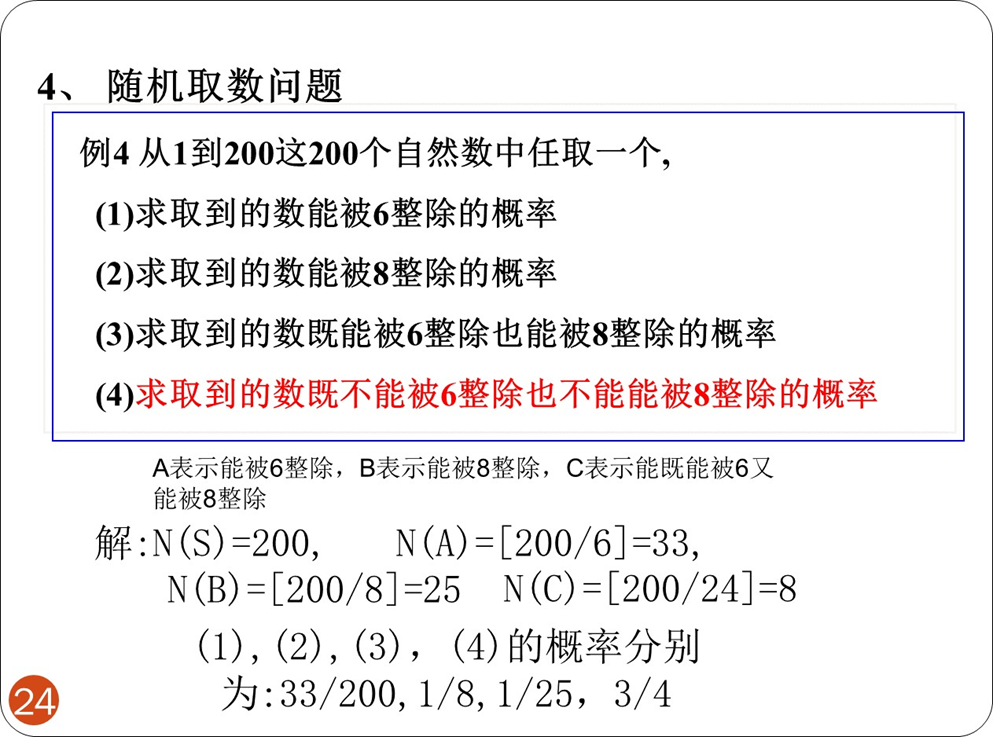 4、 随机取数问题
例4 从1到200这200个自然数中任取一个,
(1)求取到的数能被6整除的概率
(2)求取到的数能被8整除的概率
(3)求取到的数既能被6整除也能被8整除的概率
(4)求取到的数既不能被6整除也不能能被8整除的概率
A表示能被6整除，B表示能被8整除，C表示能既能被6又
能被8整除
解:N(S)=200, N(A)=[200/6]=33,
N(B)=[200/8]=25 N(C)=[200/24]=8
(1),(2),(3)，(4)的概率分别
为:33/200,1/8,1/25，3/4
24